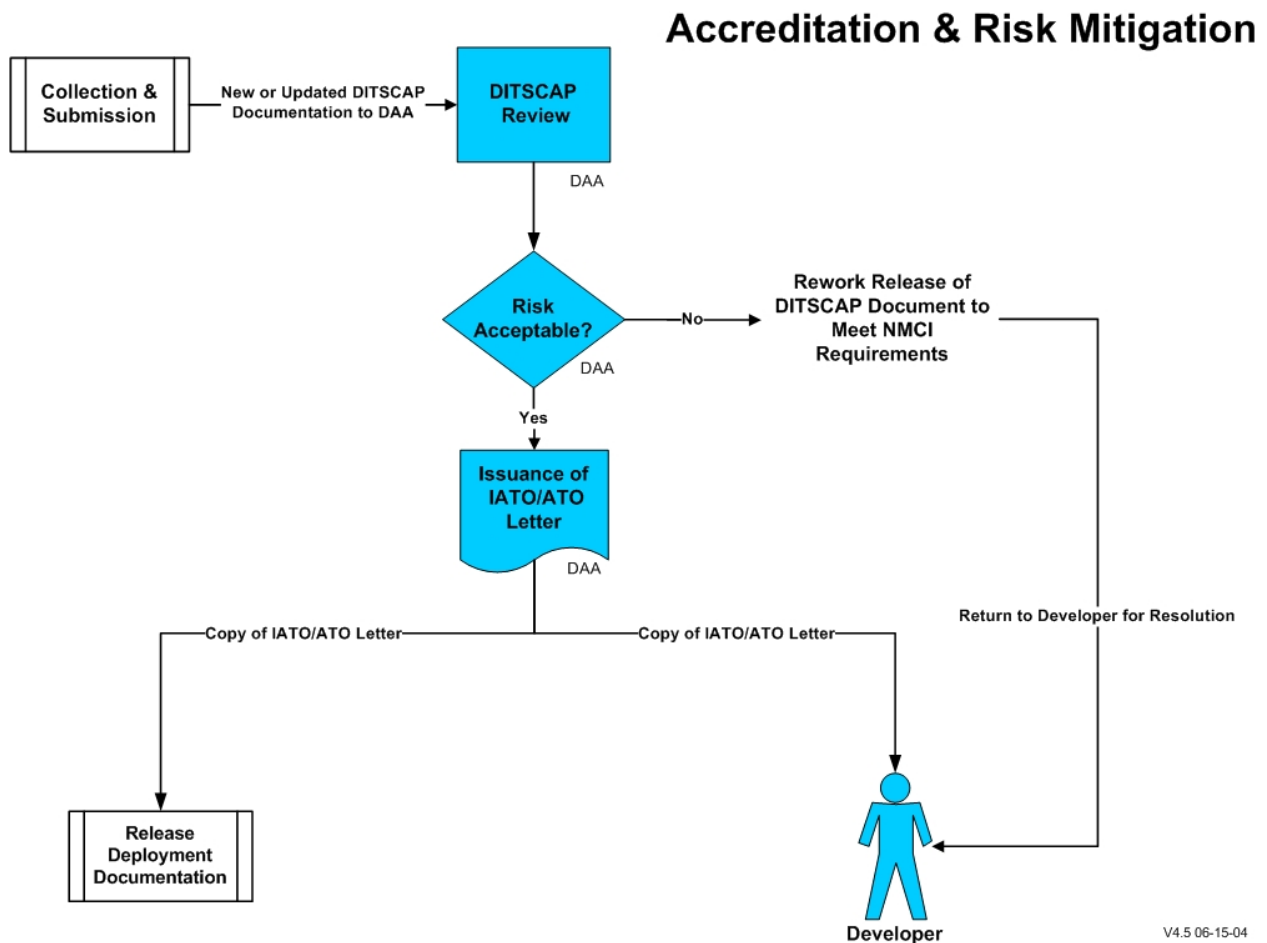 Accreditation & Risk Mitigation
Collection &
Submission
New or Updated DITSCAP
Documentation to DAA
DITSCAP
Review
DAA
Risk
Acceptable?
DAA
No
Rework Release of
DITSCAP Document to
Meet NMCI
Requirements
Yes
Issuance of
IATO/ATO
Letter
DAA
Return to Developer for Resolution
Copy of IATO/ATO Letter
Copy of IATO/ATO Letter
Release
Deployment
Documentation
Developer
V4.5 06-15-04